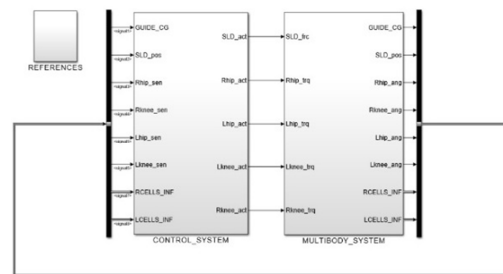 REFERENCES
GUIDE_CG
SLD_pos
Rhip_sen
Rknee_sen
Lhip_sen
Lknee_sen
RCELLS_INF
LCELLS_INF
SLD_act
Rhip_act
Lhip_act
Lknee_act
Rknee_act
CONTROL_SYSTEM
SLD_frc
Rhip_trq
Lhip_trq
Lknee_trq
Rknee_trq
GUIDE_CG
SLD_pos
Rhip_ang
Rknee_ang
Lhip_ang
Lknee_ang
RCELLS_INF
LCELLS_INF
MULTIBODY_SYSTEM